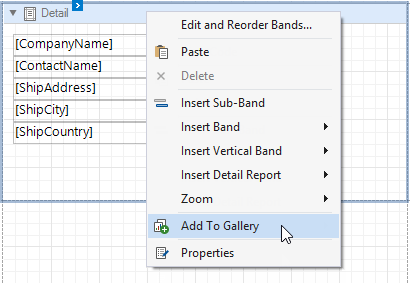 Detail
[CompanyName]
[ContactName]
[ShipAddress]
[ShipCity]
[ShipCountry]
Edit and Reorder Bands...
Paste
Delete
Insert Sub-Band
Insert Band
Insert Vertical Band
Insert Detail Report
Zoom
Add To Gallery
Properties